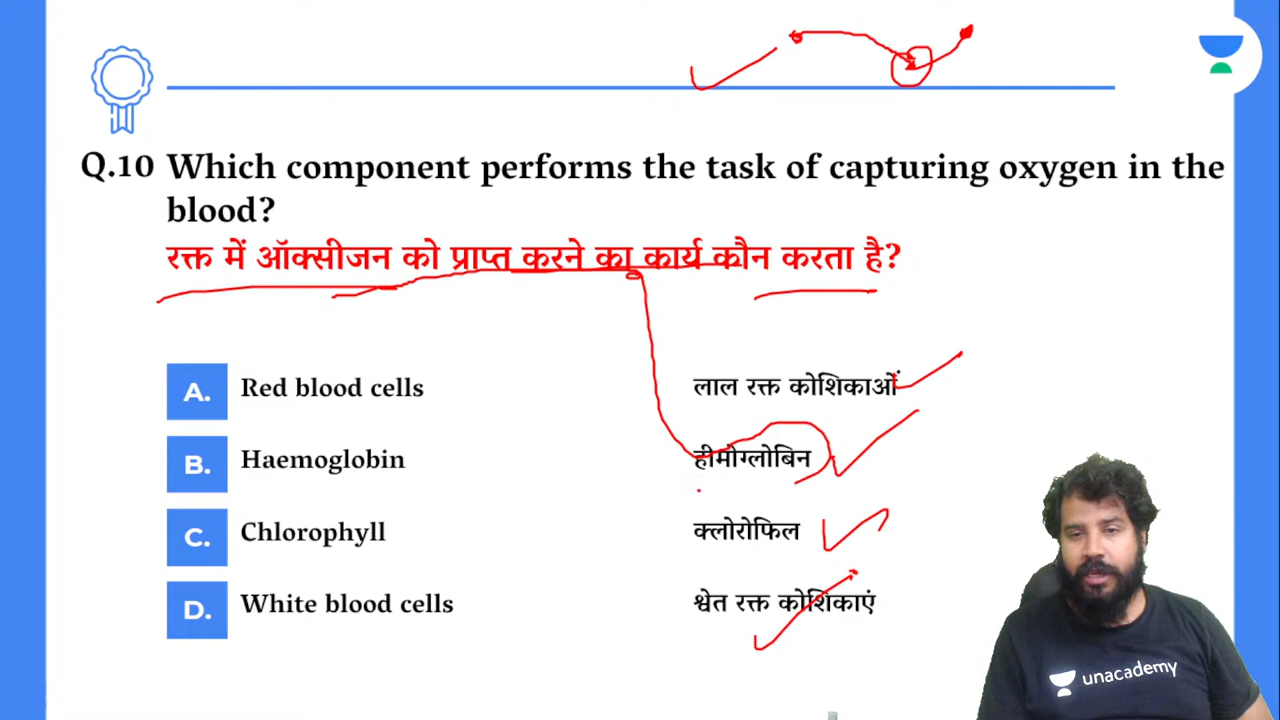 Q.10 Which component performs the task of capturing oxygen in the
blood?
रक्त में ऑक्सीजन को प्राप्त करने का कार्य कौन करता है?
A. Red blood cells लाल रक्त कोशिकाओं
B. Haemoglobin हीमोग्लोबिन
C. Chlorophyll क्लोरोफिल
D. White blood cells श्वेत रक्त कोशिकाएं
unacademy